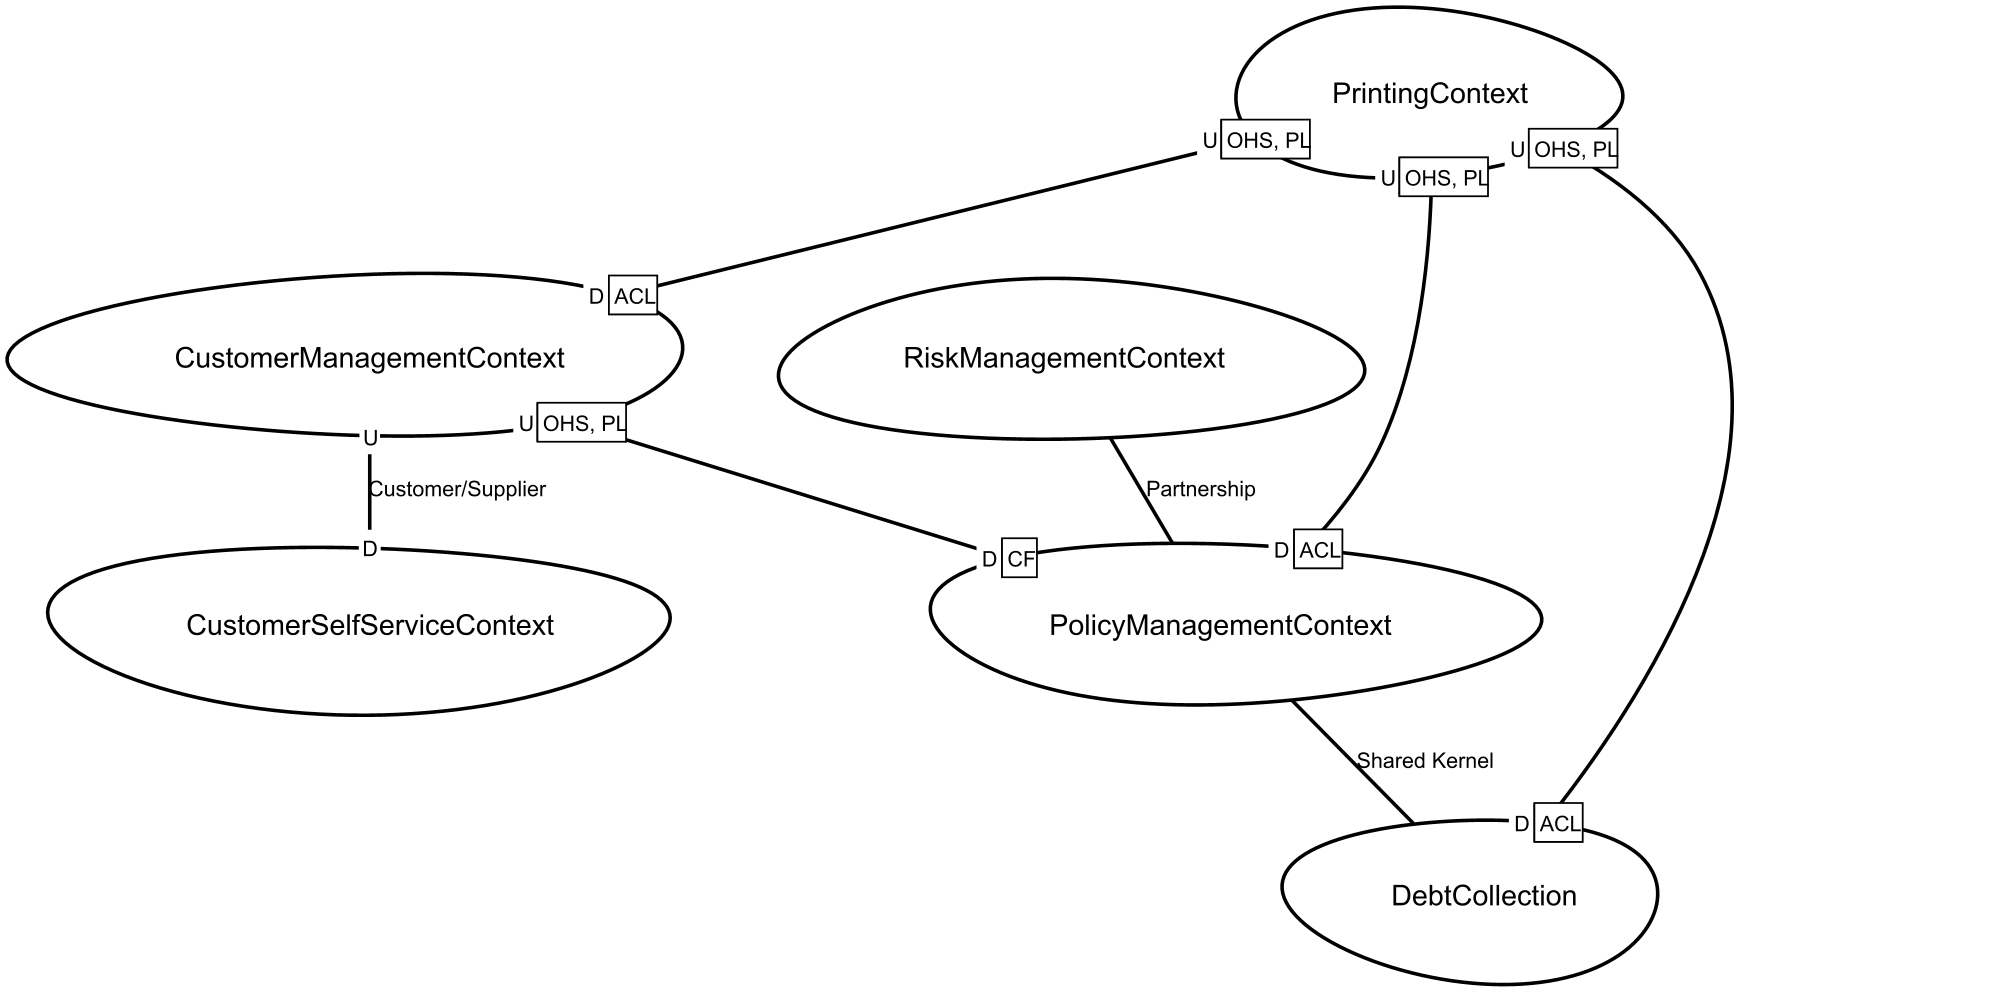 PrintingContext
U OHS, PL
U OHS, PL
U OHS, PL
D ACL
CustomerManagementContext
RiskManagementContext
U OHS, PL
U
Customer/Supplier
Partnership
D
D CF
D ACL
CustomerSelfServiceContext
PolicyManagementContext
Shared Kernel
D ACL
DebtCollection